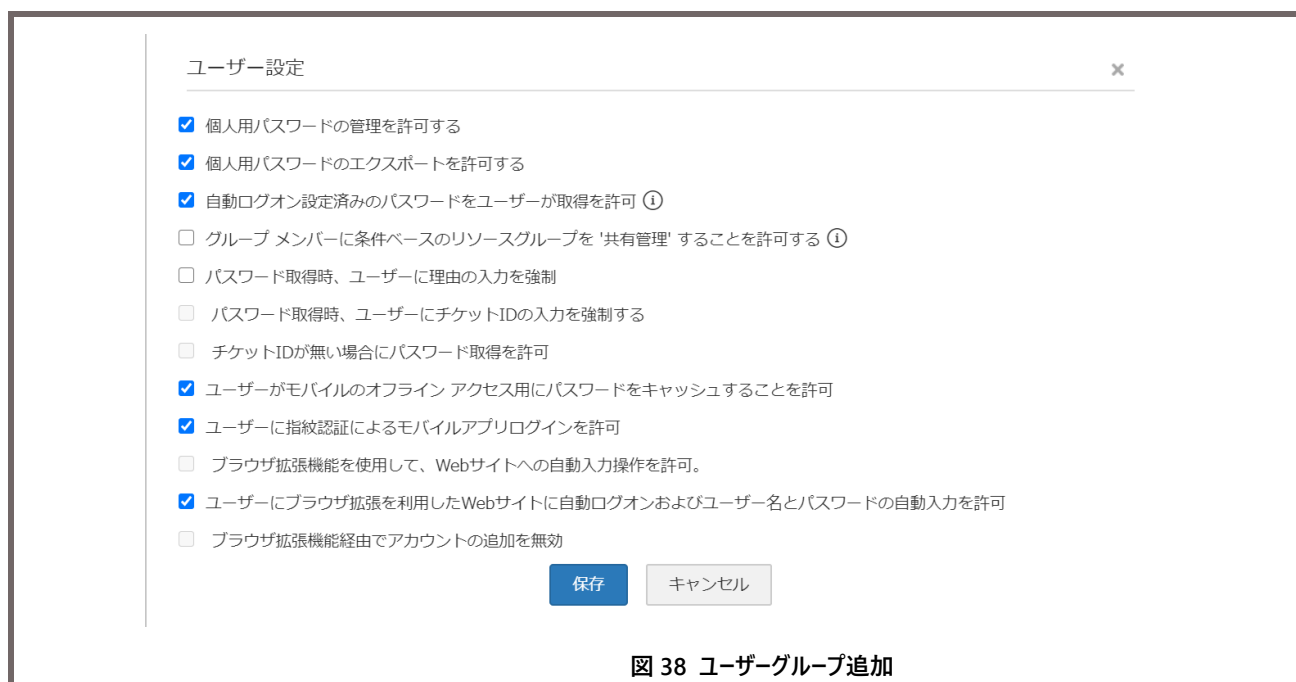 ユーザー設定
個人用パスワードの管理を許可する
個人用パスワードのエクスポートを許可する
自動ログオン設定済みのパスワードをユーザーが取得を許可
グループ メンバーに条件ベースのリソースグループを '共有管理' することを許可する
パスワード取得時、ユーザーに理由の入力を強制
パスワード取得時、ユーザーにチケットIDの入力を強制する
チケットIDが無い場合にパスワード取得を許可
ユーザーがモバイルのオフライン アクセス用にパスワードをキャッシュすることを許可
ユーザーに指紋認証によるモバイルアプリログインを許可
ブラウザ拡張機能を使用して、Webサイトへの自動入力操作を許可。
ユーザーにブラウザ拡張を利用したWebサイトに自動ログオンおよびユーザー名とパスワードの自動入力を許可
ブラウザ拡張機能経由でアカウントの追加を無効
保存 キャンセル
図 38 ユーザーグループ追加